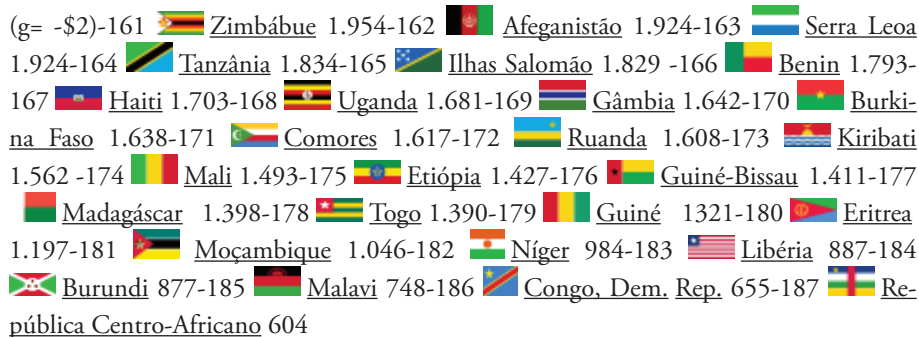 (g= -$2)-161 Zimbábue 1.954-162 Afeganistão 1.924-163 Serra Leoa
1.924-164 Tanzânia 1.834-165 Ilhas Salomão 1.829 -166 Benin 1.793-
167 Haiti 1.703-168 Uganda 1.681-169 Gâmbia 1.642-170 Burki-
na Faso 1.638-171 Comores 1.617-172 Ruanda 1.608-173 Kiribati
1.562 -174 Mali 1.493-175 Etiópia 1.427-176 Guiné-Bissau 1.411-177
Madagáscar 1.398-178 Togo 1.390-179 Guiné 1321-180 Eritrea
1.197-181 Moçambique 1.046-182 Níger 984-183 Libéria 887-184
Burundi 877-185 Malavi 748-186 Congo, Dem. Rep. 655-187 Re-
pública Centro-Africano 604